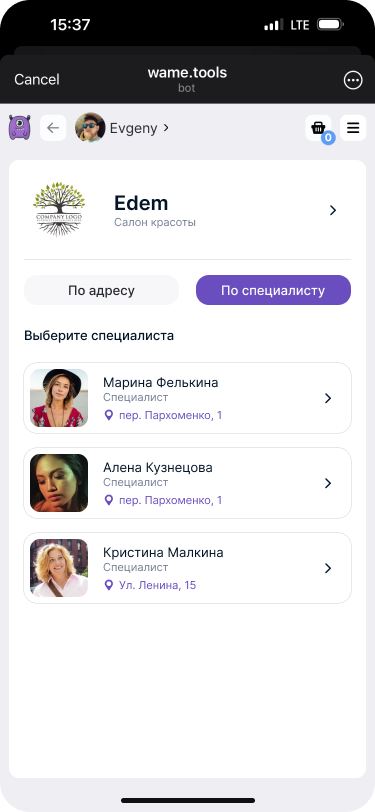 15:37
LTE
Cancel
wame.tools
bot
Evgeny
0
COMPANY LOGO
Edem
Салон красоты
По адресу
По специалисту
Выберите специалиста
Марина Фелькина
Специалист
пер. Пархоменко, 1
Алена Кузнецова
Специалист
пер. Пархоменко, 1
Кристина Малкина
Специалист
Ул. Ленина, 15